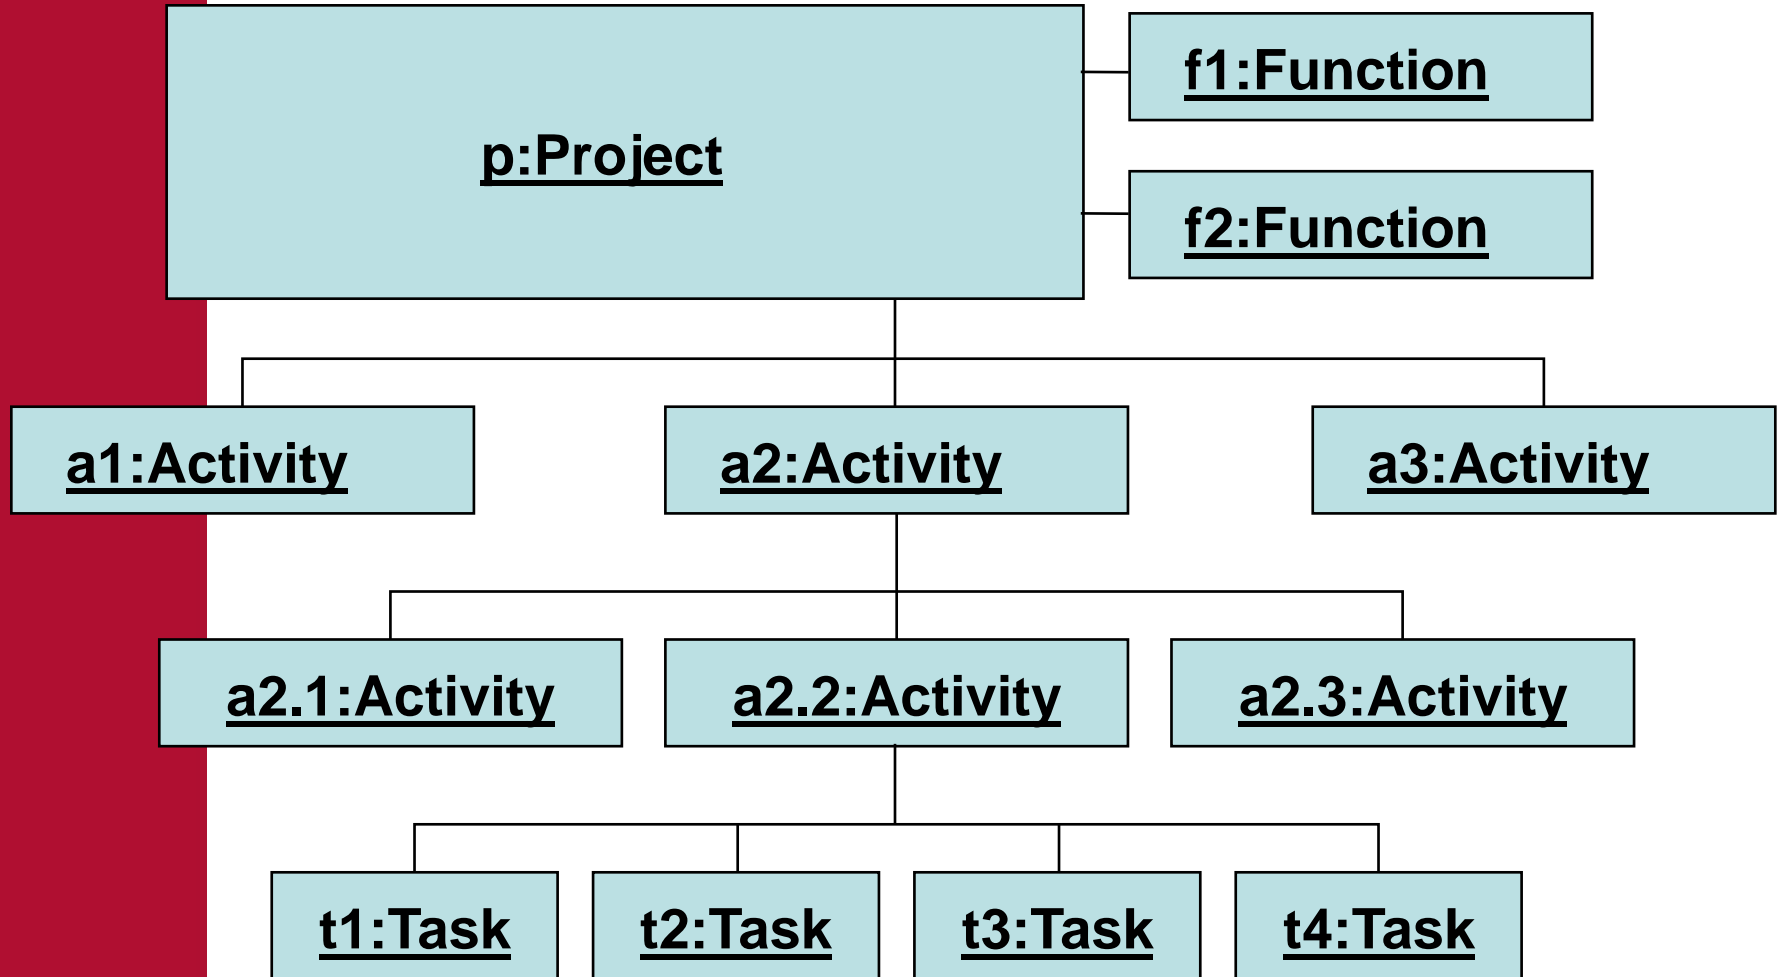 f1:Function
p:Project
f2:Function
a1:Activity
a2:Activity
a3:Activity
a2.1:Activity
a2.2:Activity
a2.3:Activity
t1:Task
t2:Task
t3:Task
t4:Task